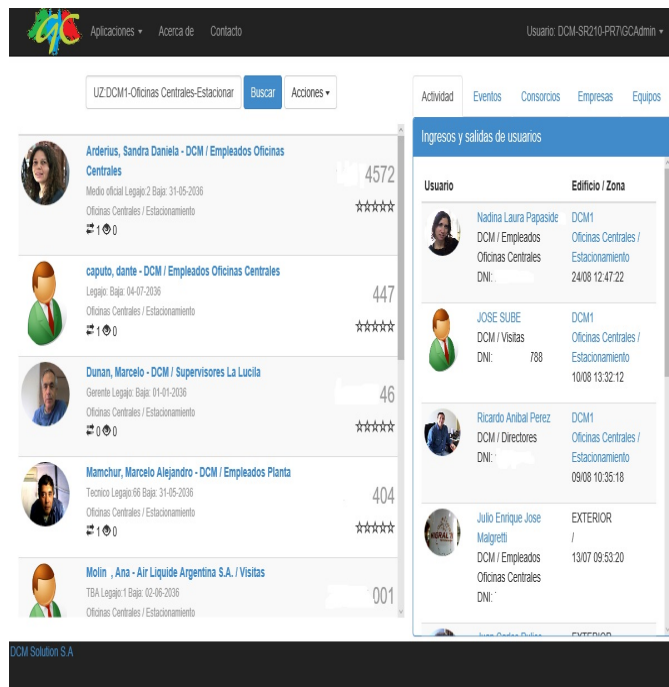 GC
Aplicaciones
Acerca de
Contacto
Usuario: DCM-SR210-PR7\GCAdmin
UZ:DCM1-Oficinas Centrales-Estacionar
Buscar
Acciones
Arderius, Sandra Daniela - DCM / Empleados Oficinas
Centrales
Medio oficial Legajo:2 Baja: 31-05-2036
Oficinas Centrales / Estacionamiento
1 0
4572
caputo, dante - DCM / Empleados Oficinas Centrales
Legajo: Baja: 04-07-2036
Oficinas Centrales / Estacionamiento
1 0
447
Dunan, Marcelo - DCM / Supervisores La Lucila
Gerente Legajo: Baja: 01-01-2036
Oficinas Centrales / Estacionamiento
0 0
46
Mamchur, Marcelo Alejandro - DCM / Empleados Planta
Tecnico Legajo:66 Baja: 31-05-2036
Oficinas Centrales / Estacionamiento
1 0
404
Molin , Ana - Air Liquide Argentina S.A. / Visitas
TBA Legajo:1 Baja: 02-06-2036
Oficinas Centrales / Estacionamiento
001
Actividad
Eventos
Consorcios
Empresas
Equipos
Ingresos y salidas de usuarios
Usuario
Edificio / Zona
Nadina Laura Papaside
DCM / Empleados
Oficinas Centrales
DNI:
DCM1
Oficinas Centrales /
Estacionamiento
24/08 12:47:22
JOSE SUBE
DCM / Visitas
DNI: 788
DCM1
Oficinas Centrales /
Estacionamiento
10/08 13:32:12
Ricardo Anibal Perez
DCM / Directores
DNI:
DCM1
Oficinas Centrales /
Estacionamiento
09/08 10:35:18
Julio Enrique Jose
Malgretti
DCM / Empleados
Oficinas Centrales
DNI:
EXTERIOR
/
13/07 09:53:20
EXTERIOR
DCM Solution S.A